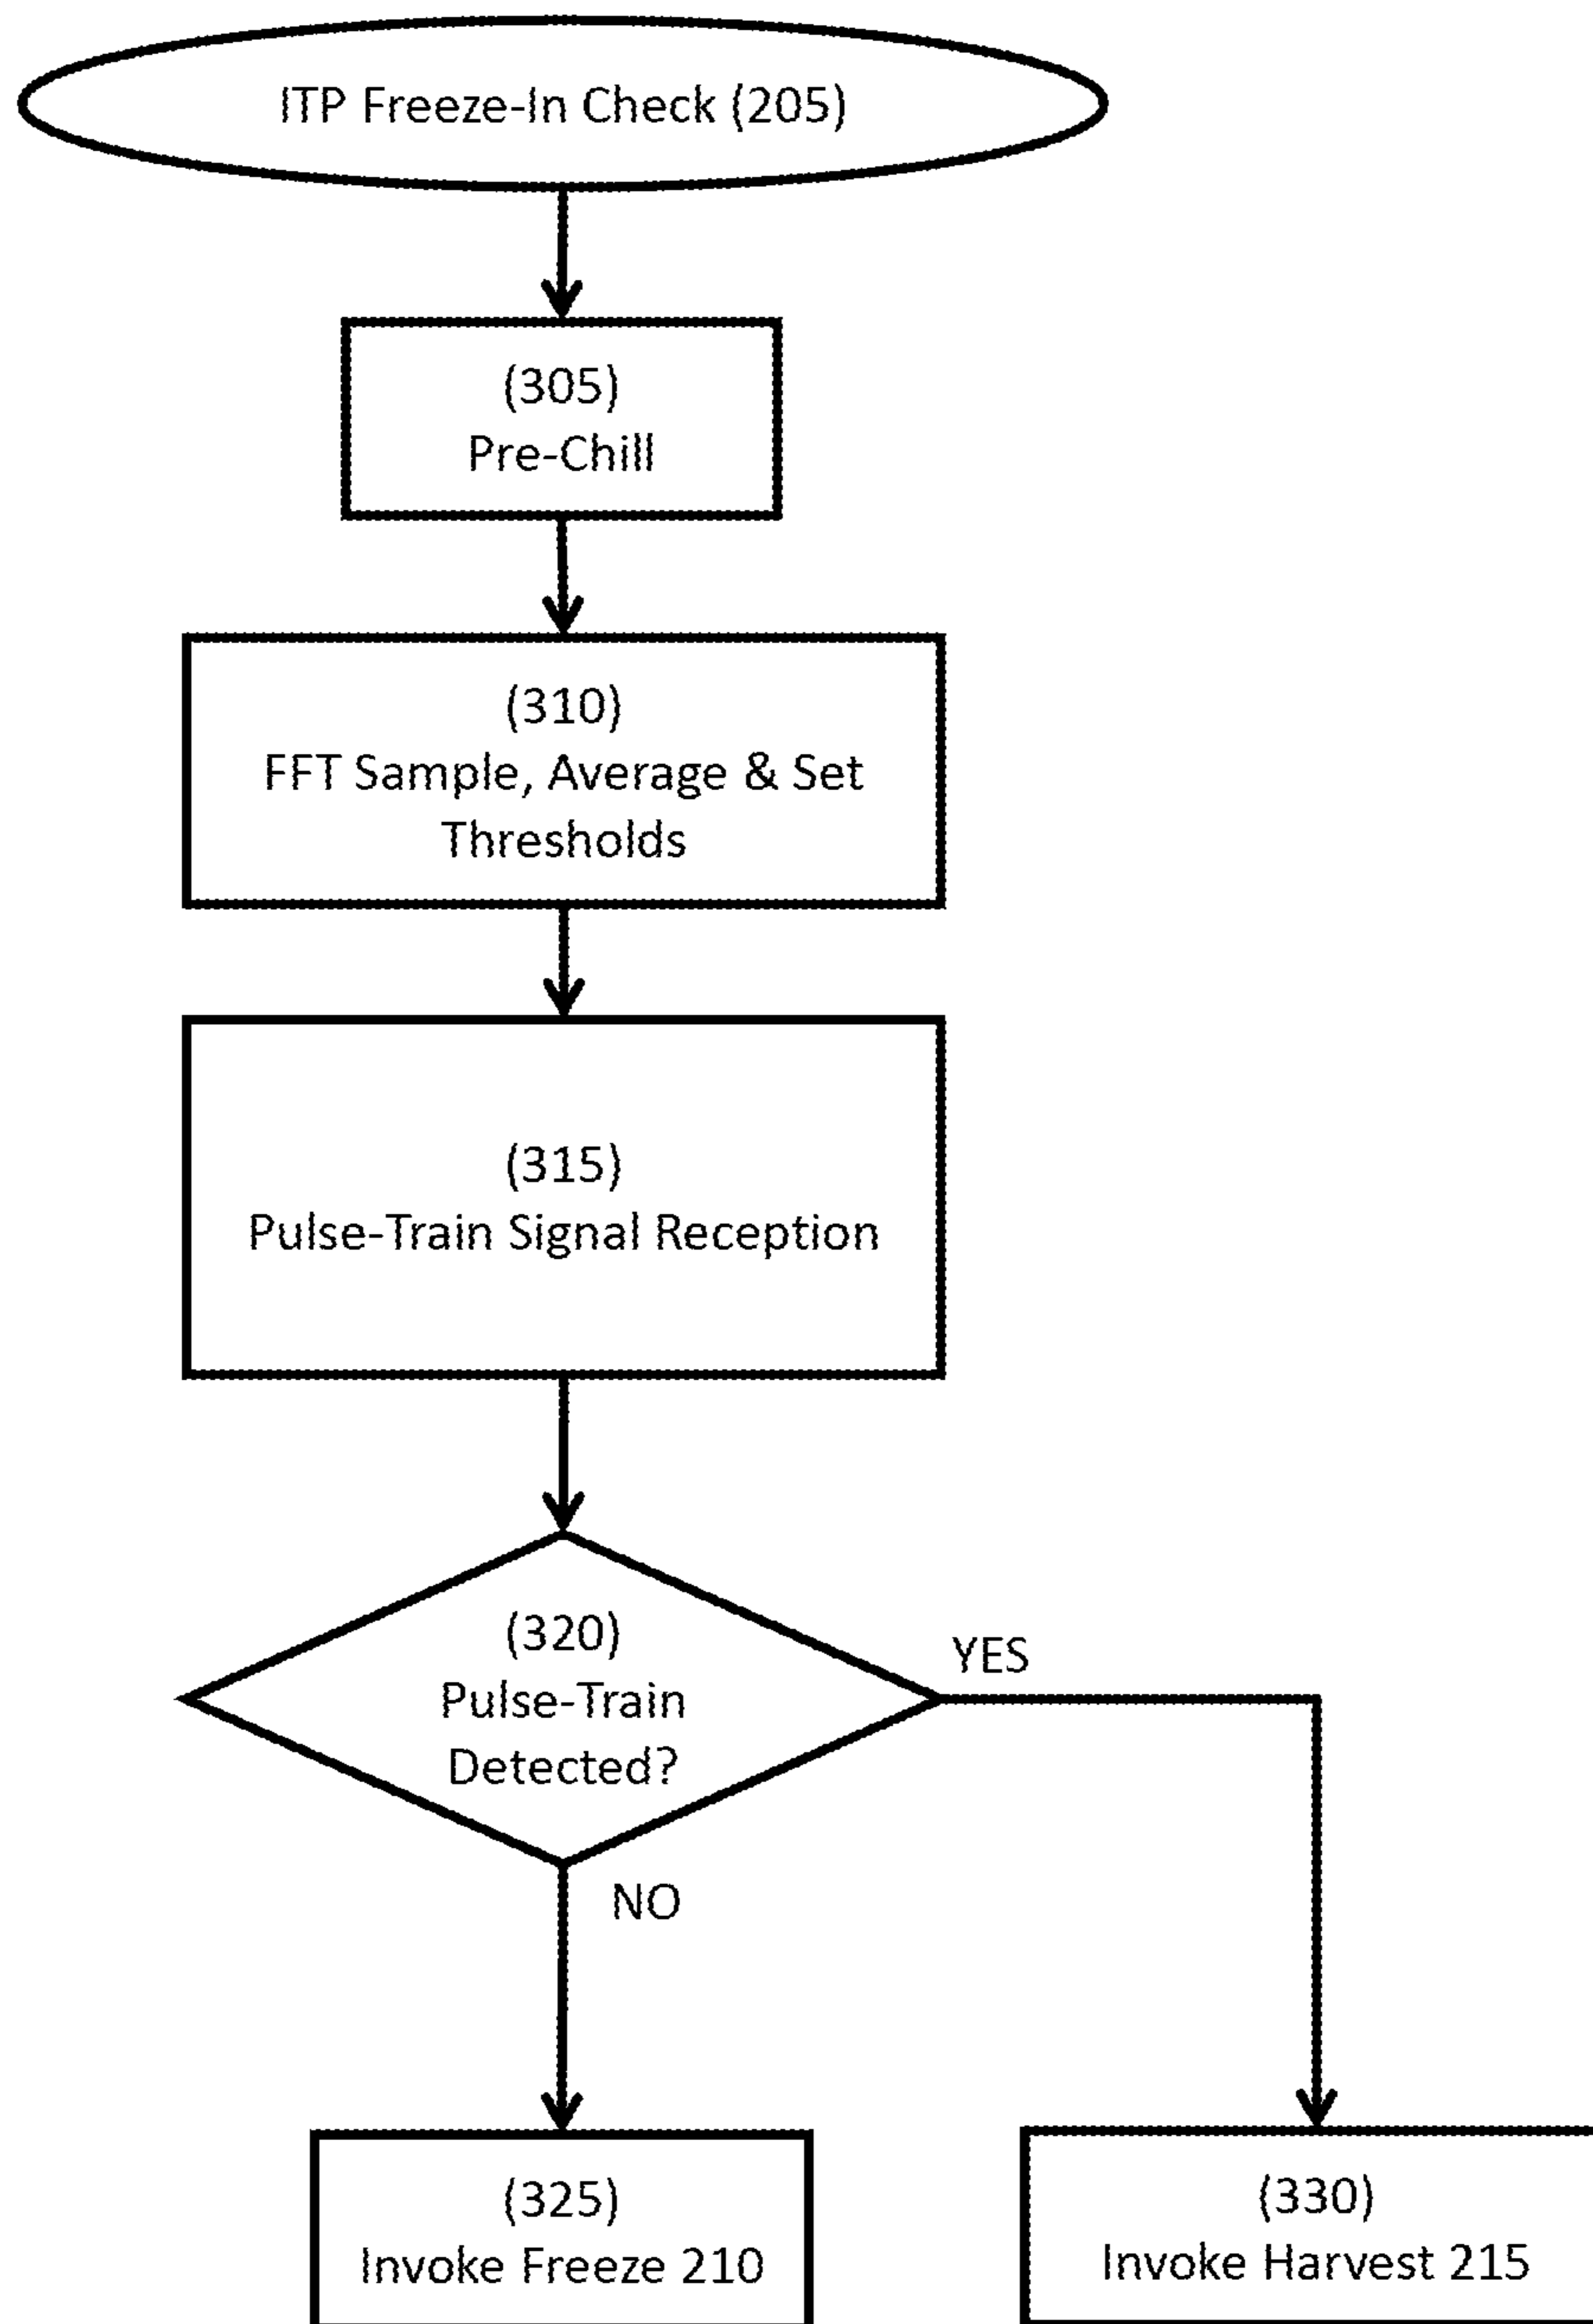 ITP Freeze-In Check (205)
(305)
Pre-Chill
(310)
FFT Sample, Average & Set
Thresholds
(315)
Pulse-Train Signal Reception
(320)
Pulse-Train
Detected?
YES
NO
(325)
Invoke Freeze 210
(330)
Invoke Harvest 215